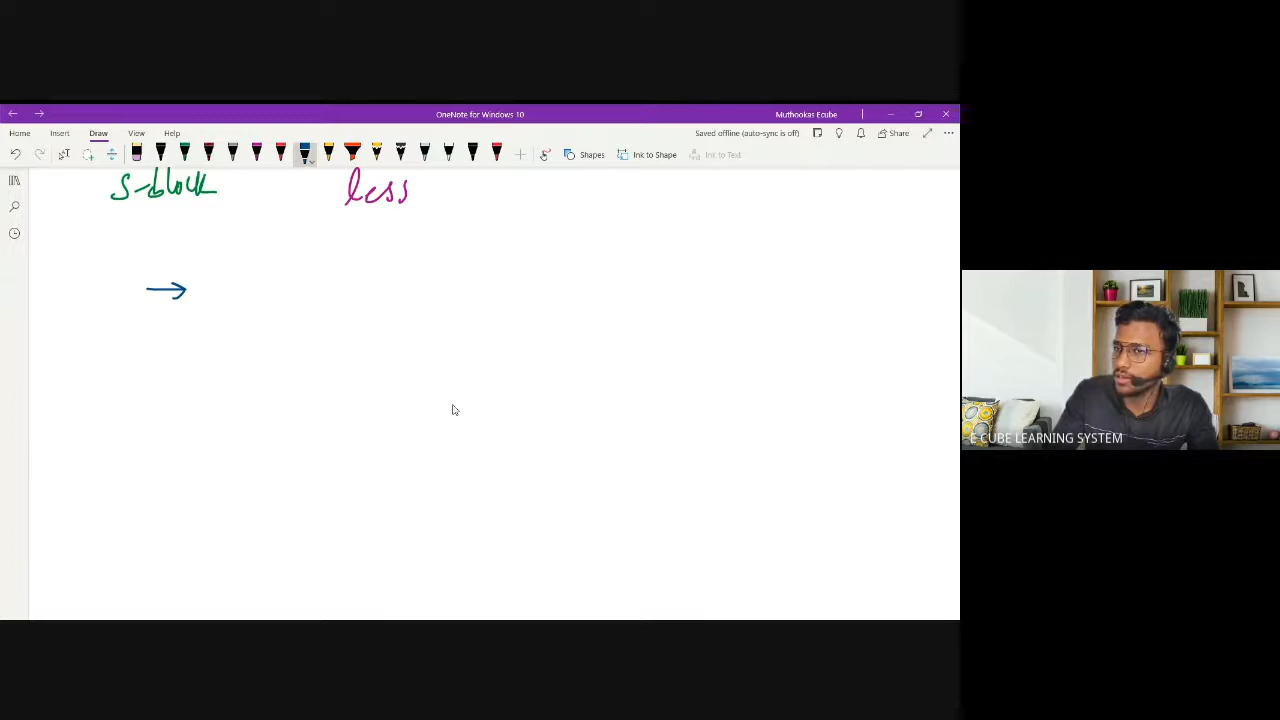 OneNote for Windows 10
Muthookas Ecube
Home Insert Draw View Help
Saved offline (auto-sync is off)
Share
Shapes
Ink to Shape
Ink to Text
s-block less
E CUBE LEARNING SYSTEM